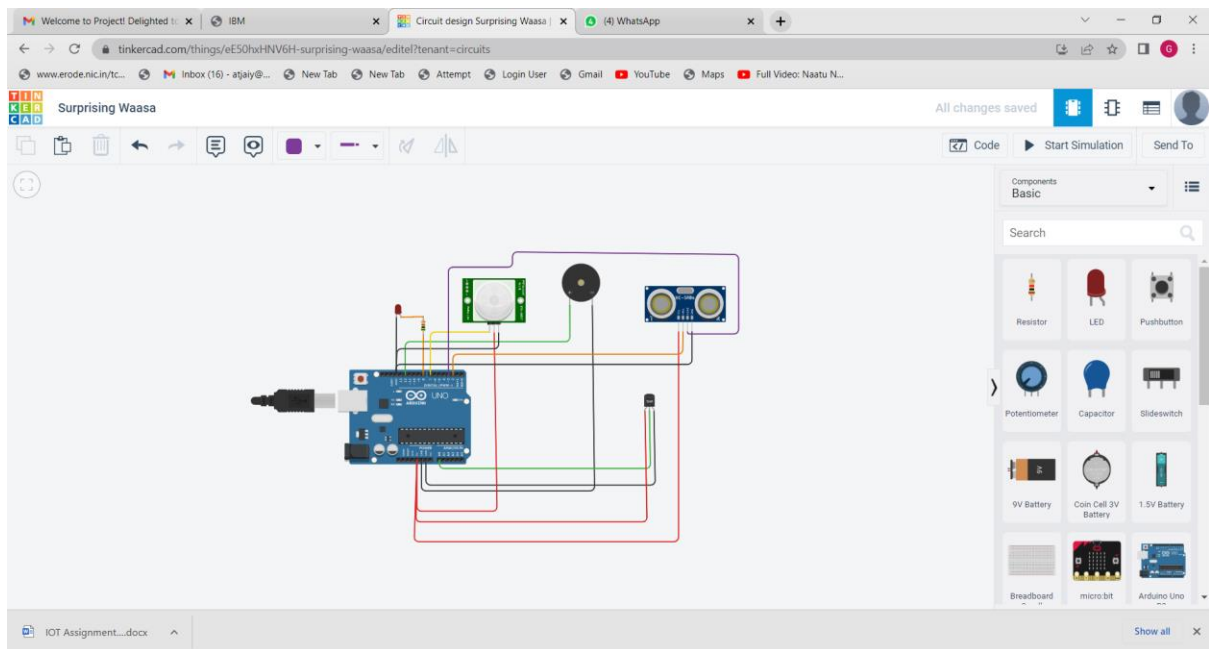 Welcome to Project! Delighted to
IBM
Circuit design Surprising Waasa |
(4) WhatsApp
tinkercad.com/things/eE50hxHNV6H-surprising-waasa/editel?tenant=circuits
G
www.erode.nic.in/tc...
Inbox (16) - atjaiy@...
New Tab
New Tab
Attempt
Login User
Gmail
YouTube
Maps
Full Video: Naatu N...
TIN
KER
CAD
Surprising Waasa
All changes saved
Code
Start Simulation
Send To
Components
Basic
Search
Resistor
LED
Pushbutton
Potentiometer
Capacitor
Slideswitch
9V Battery
Coin Cell 3V
Battery
1.5V Battery
Breadboard
micro:bit
Arduino Uno
UNO
ARDUINO
IOT Assignment....docx
Show all